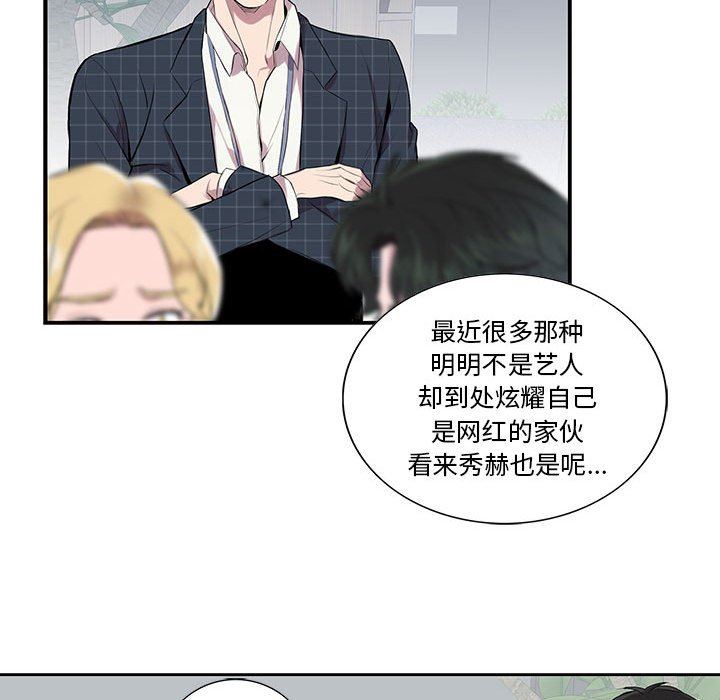 最近很多那种
明明不是艺人
却到处炫耀自己
是网红的家伙
看来秀赫也是呢…